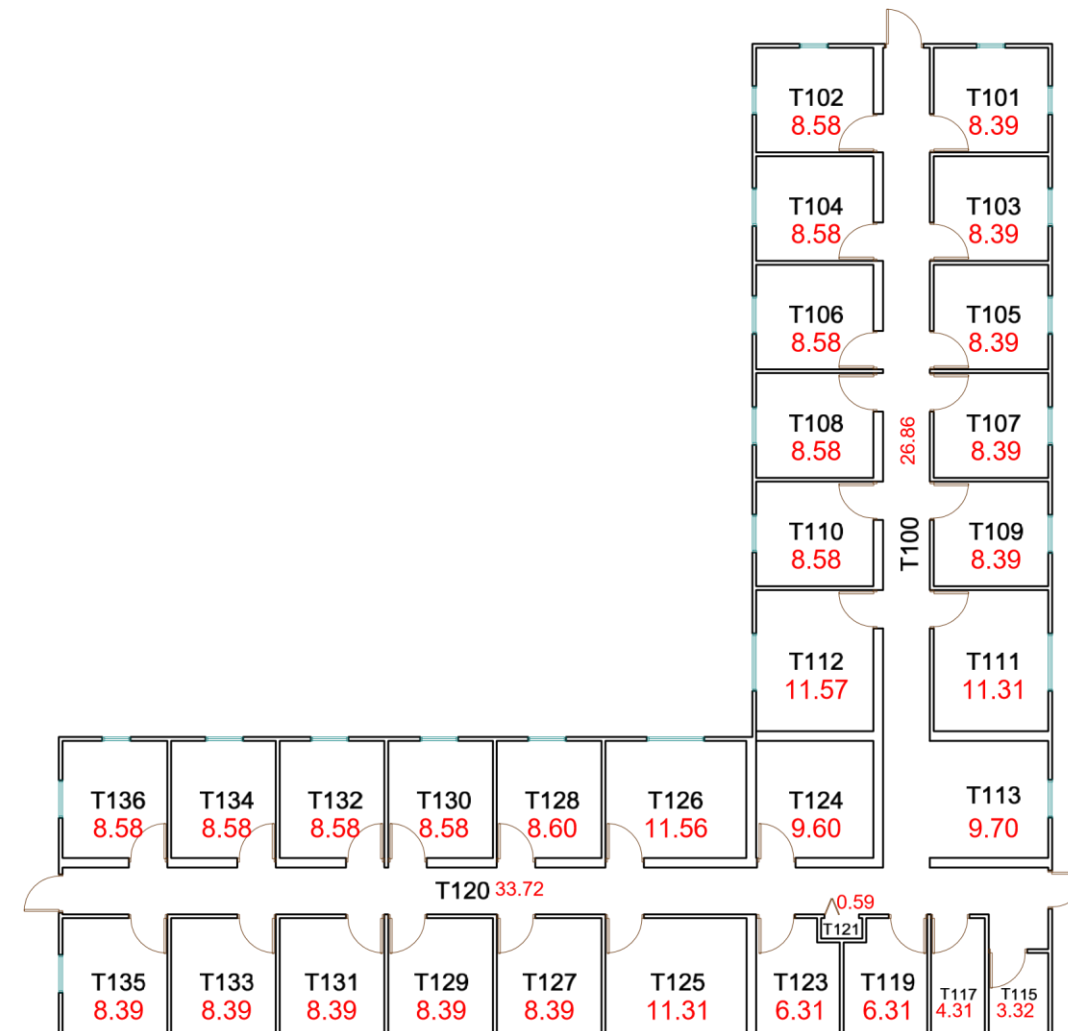 T102
8.58
T101
8.39
T104
8.58
T103
8.39
T106
8.58
T105
8.39
T108
8.58
26.86
T107
8.39
T110
8.58
T100
T109
8.39
T112
11.57
T111
11.31
T136
8.58
T134
8.58
T132
8.58
T130
8.58
T128
8.60
T126
11.56
T124
9.60
T113
9.70
T120 33.72
0.59
T121
T135
8.39
T133
8.39
T131
8.39
T129
8.39
T127
8.39
T125
11.31
T123
6.31
T119
6.31
T117
4.31
T115
3.32